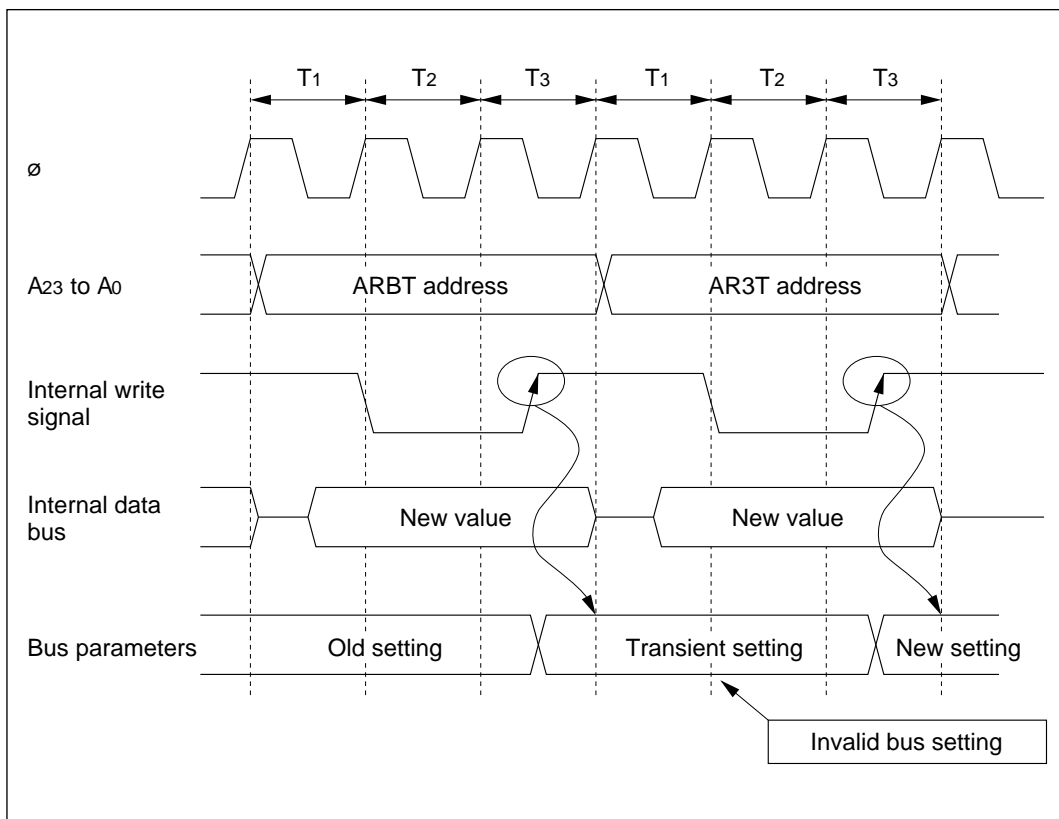 T1 T2 T3 T1 T2 T3
ø
A23 to A0
ARBT address AR3T address
Internal write
signal
Internal data
bus
New value New value
Bus parameters Old setting Transient setting New setting
Invalid bus setting